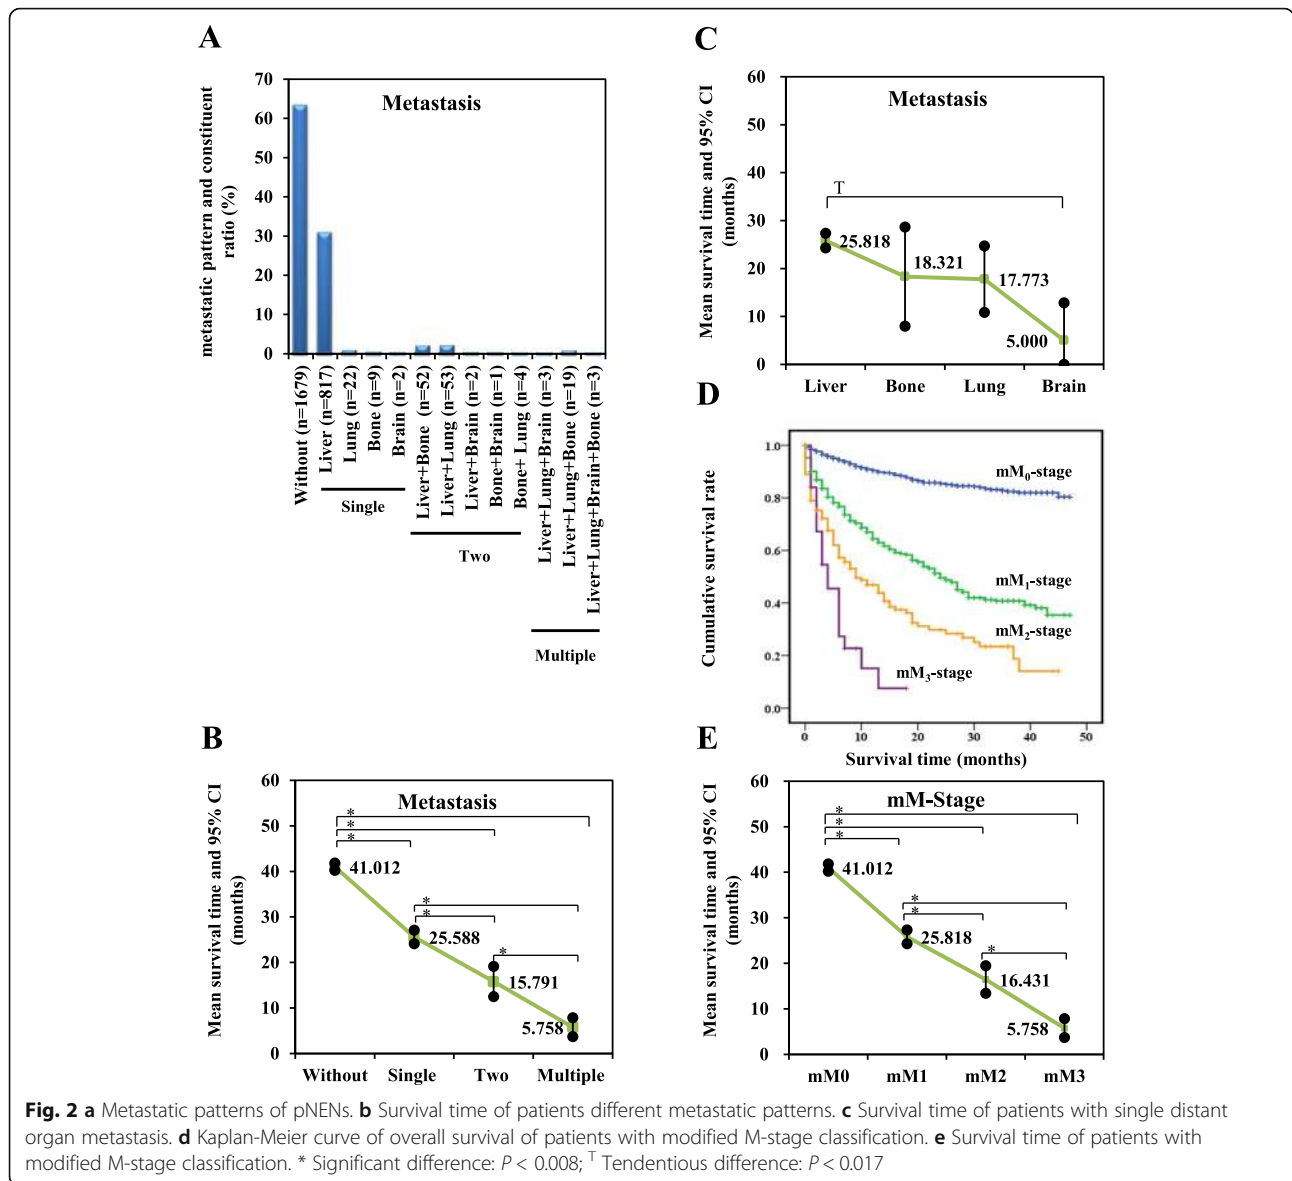 A
metastatic pattern and constituent
ratio (%)
70
60
50
40
30
20
10
0
Metastasis
Without (n=1679)
Liver (n=817)
Lung (n=22)
Bone (n=9)
Brain (n=2)
Liver+Bone (n=52)
Liver+Lung (n=53)
Liver+Brain (n=2)
Bone+Brain (n=1)
Bone+ Lung (n=4)
Liver+Lung+Brain (n=3)
Liver+Lung+Bone (n=19)
Liver+Lung+Brain+Bone (n=3)
Single
Two
Multiple
C
Mean survival time and 95% CI
(months)
60
50
40
30
20
10
0
Metastasis
T
25.818
18.321
17.773
5.000
Liver Bone Lung Brain
D
Cumulative survival rate
1.0
0.8
0.6
0.4
0.2
0.0
mM0-stage
mM1-stage
mM2-stage
mM3-stage
0 10 20 30 40 50
Survival time (months)
B
Mean survival time and 95% CI
(months)
60
50
40
30
20
10
0
Metastasis
*
*
*
41.012
*
*
25.588
*
15.791
5.758
Without Single Two Multiple
E
Mean survival time and 95% CI
(months)
60
50
40
30
20
10
0
mM-Stage
*
*
*
41.012
*
*
25.818
*
16.431
5.758
mM0 mM1 mM2 mM3
Fig. 2 a Metastatic patterns of pNENs. b Survival time of patients different metastatic patterns. c Survival time of patients with single distant
organ metastasis. d Kaplan-Meier curve of overall survival of patients with modified M-stage classification. e Survival time of patients with
modified M-stage classification. * Significant difference: P < 0.008; T Tendentious difference: P < 0.017